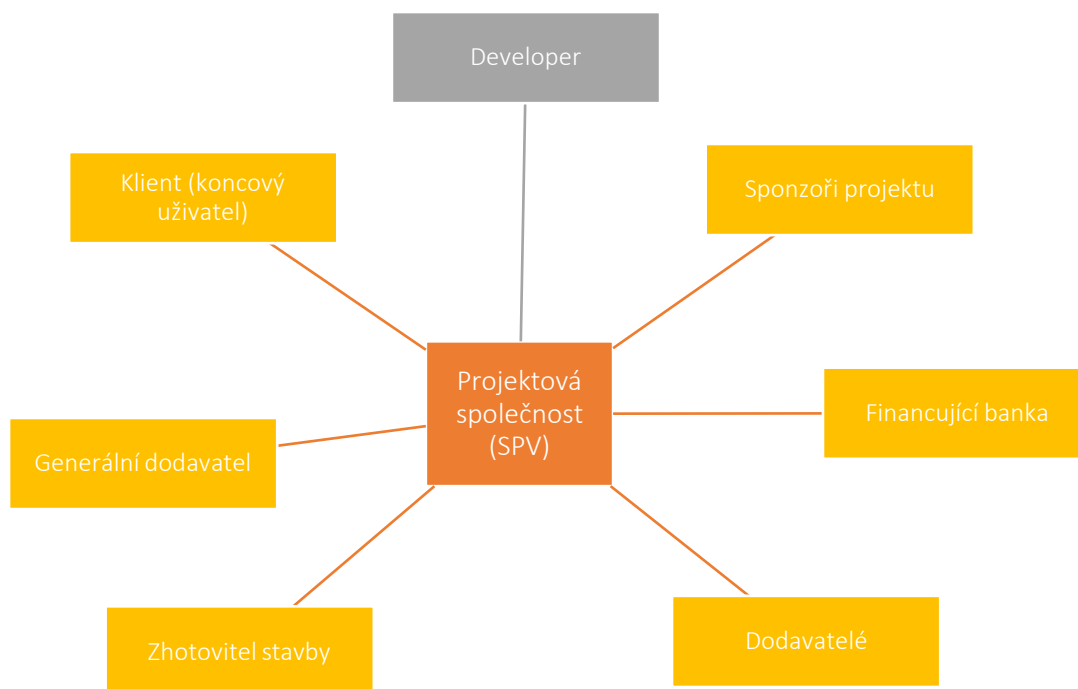 Developer
Klient (koncový
uživatel)
Sponzoři projektu
Projektová
společnost
(SPV)
Financující banka
Generální dodavatel
Zhotovitel stavby
Dodavatelé